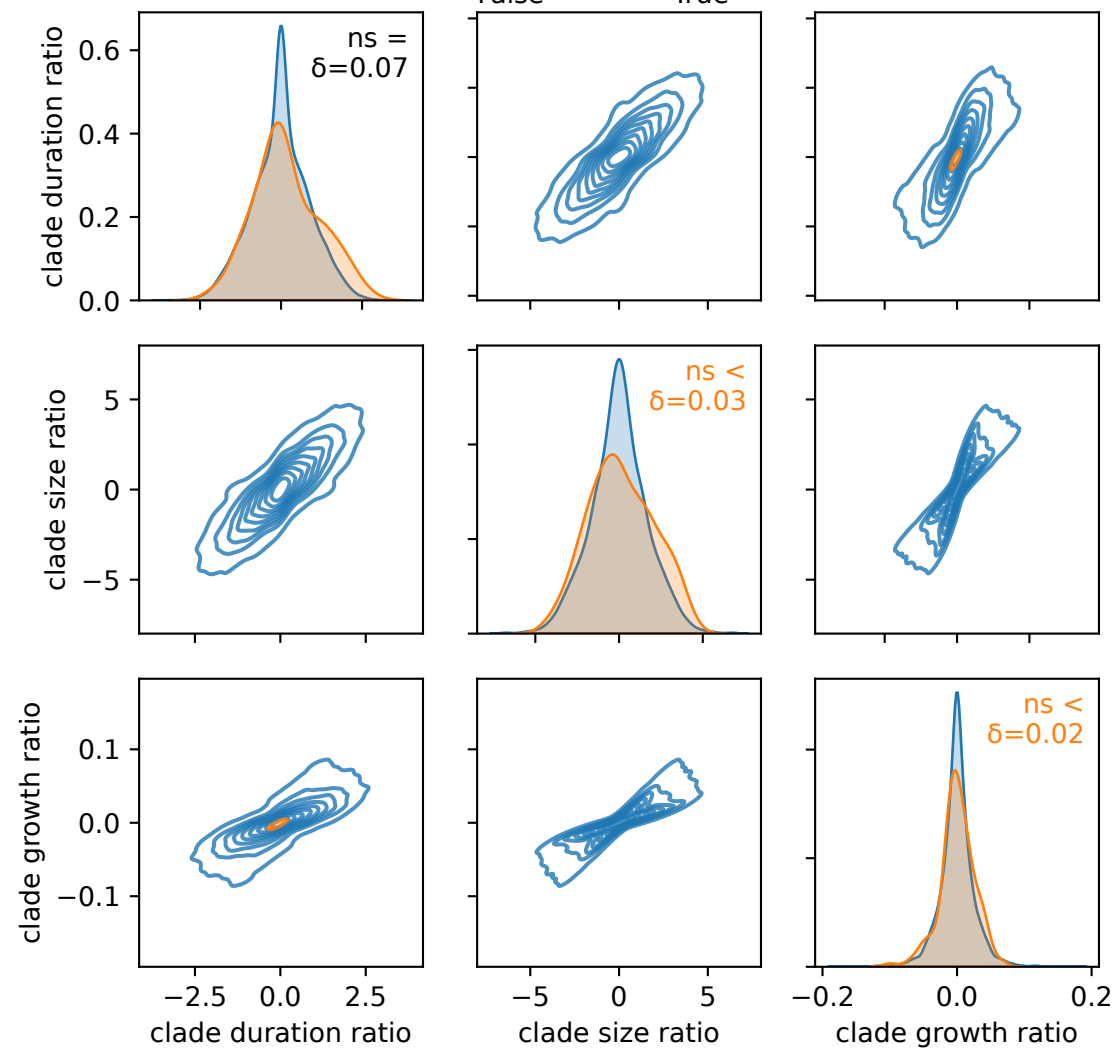 False True
clade duration ratio
0.6
0.4
0.2
0.0
ns =
δ=0.07
clade size ratio
5
0
−5
ns <
δ=0.03
clade growth ratio
0.1
0.0
−0.1
ns <
δ=0.02
−2.5 0.0 2.5
−5 0 5
−0.2 0.0 0.2
clade duration ratio
clade size ratio
clade growth ratio